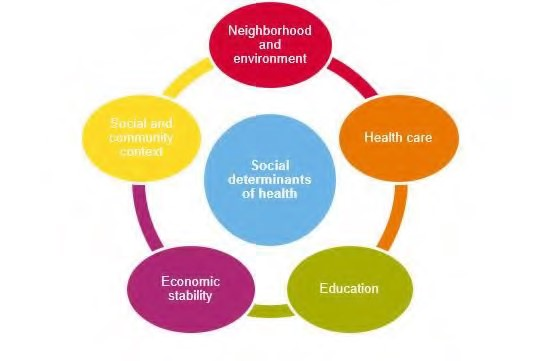 Neighborhood
and
environment
Social and
community
context
Health care
Social
determinants
of health
Economic
stability
Education